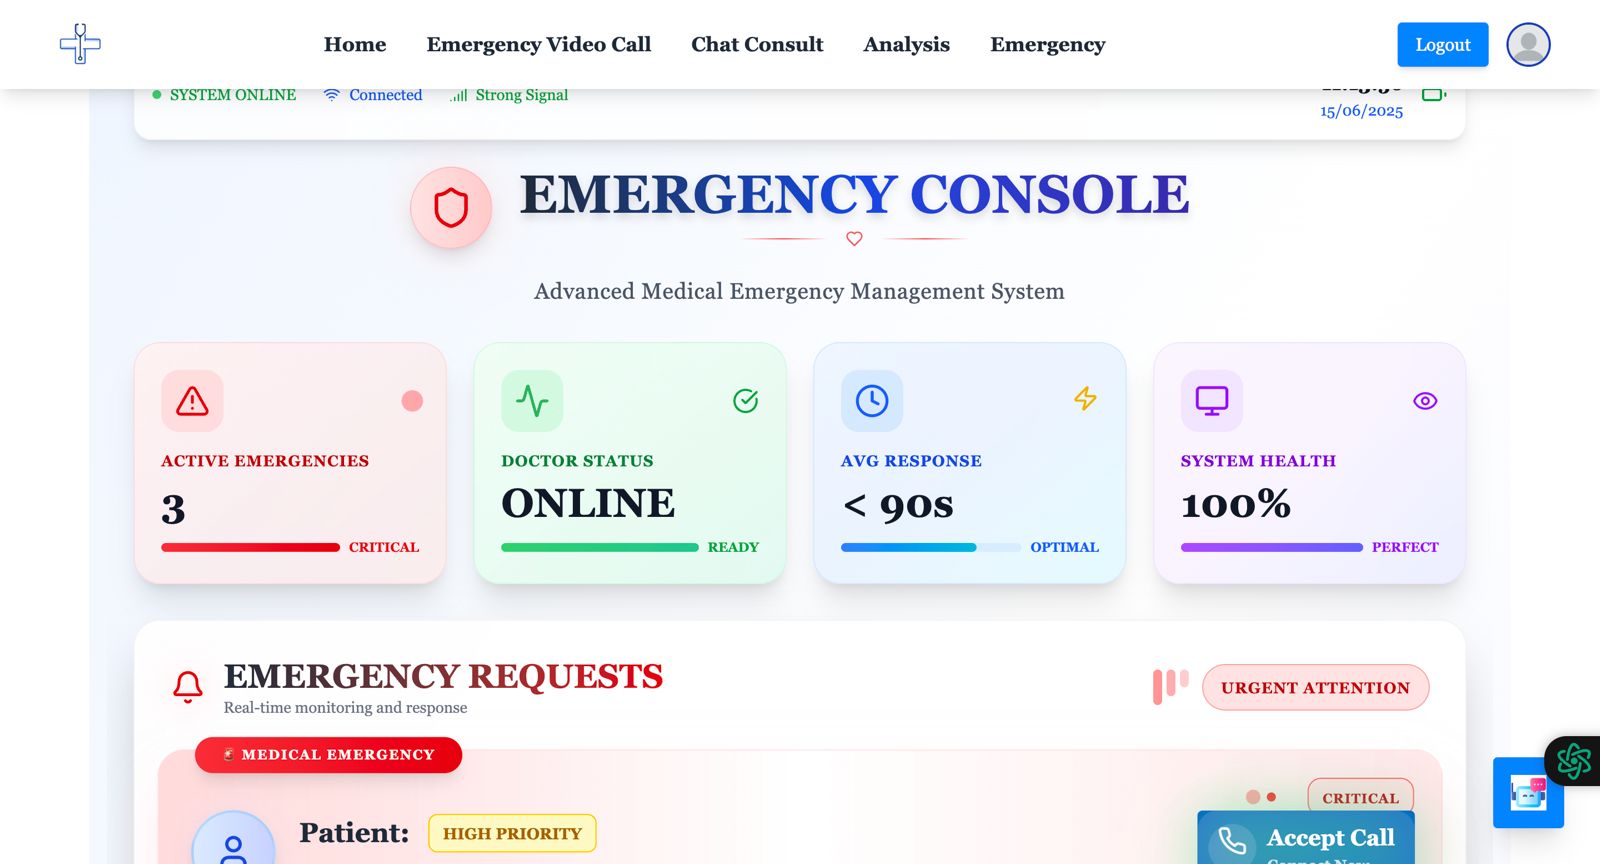 Home Emergency Video Call Chat Consult Analysis Emergency Logout
SYSTEM ONLINE Connected Strong Signal
15/06/2025
EMERGENCY CONSOLE
Advanced Medical Emergency Management System
ACTIVE EMERGENCIES
3
CRITICAL
DOCTOR STATUS
ONLINE
READY
AVG RESPONSE
< 90s
OPTIMAL
SYSTEM HEALTH
100%
PERFECT
EMERGENCY REQUESTS
Real-time monitoring and response
URGENT ATTENTION
MEDICAL EMERGENCY
CRITICAL
Patient: HIGH PRIORITY
Accept Call